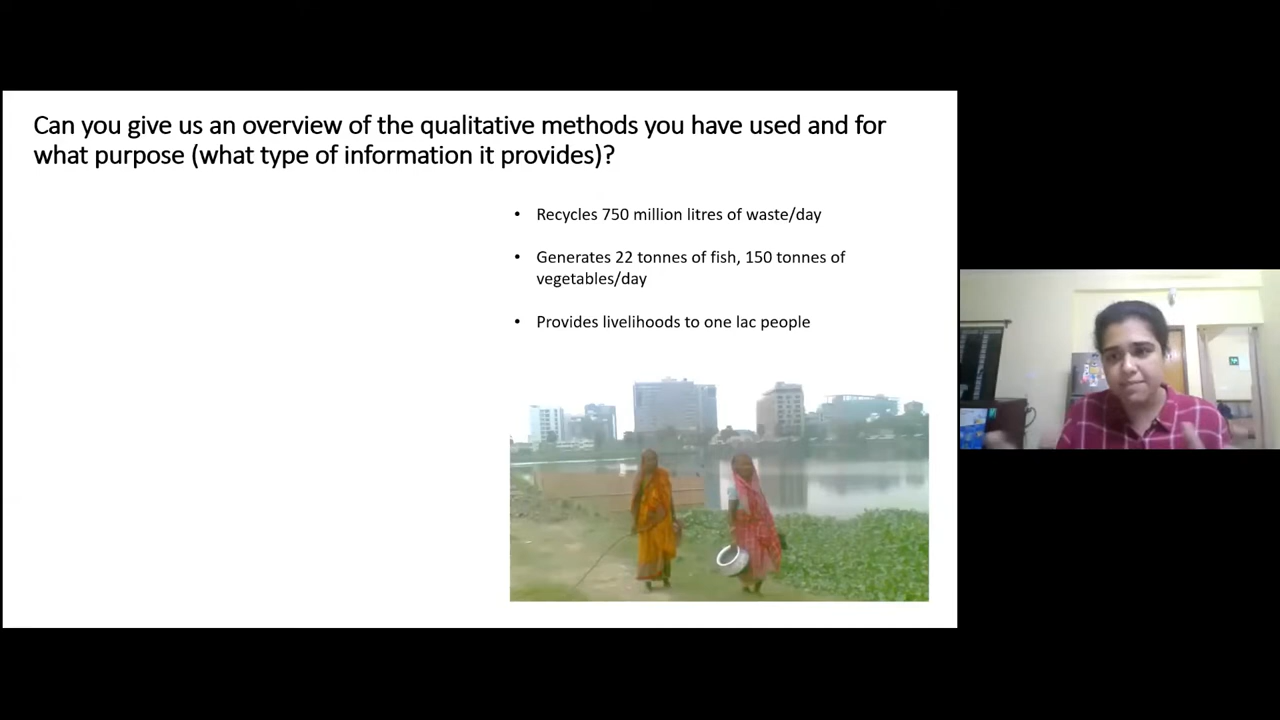 Can you give us an overview of the qualitative methods you have used and for
what purpose (what type of information it provides)?
• Recycles 750 million litres of waste/day
• Generates 22 tonnes of fish, 150 tonnes of
vegetables/day
• Provides livelihoods to one lac people